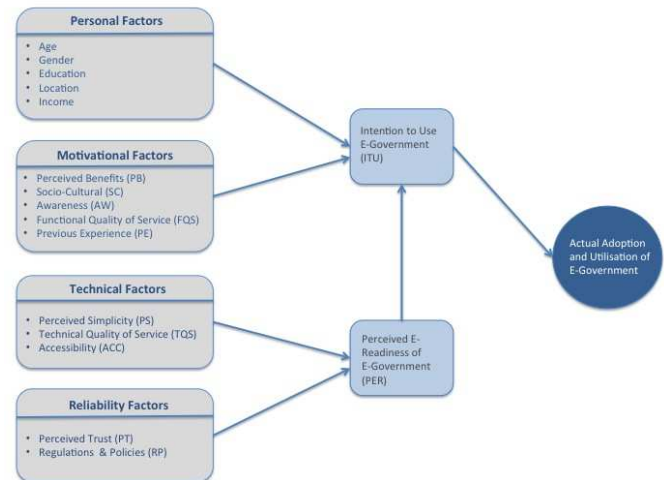 Personal Factors
• Age
• Gender
• Education
• Location
• Income
Motivational Factors
• Perceived Benefits (PB)
• Socio-Cultural (SC)
• Awareness (AW)
• Functional Quality of Service (FQS)
• Previous Experience (PE)
Technical Factors
• Perceived Simplicity (PS)
• Technical Quality of Service (TQS)
• Accessibility (ACC)
Reliability Factors
• Perceived Trust (PT)
• Regulations & Policies (RP)
Intention to Use
E-Government
(ITU)
Perceived E-
Readiness of
E-Government
(PER)
Actual Adoption
and Utilisation of
E-Government